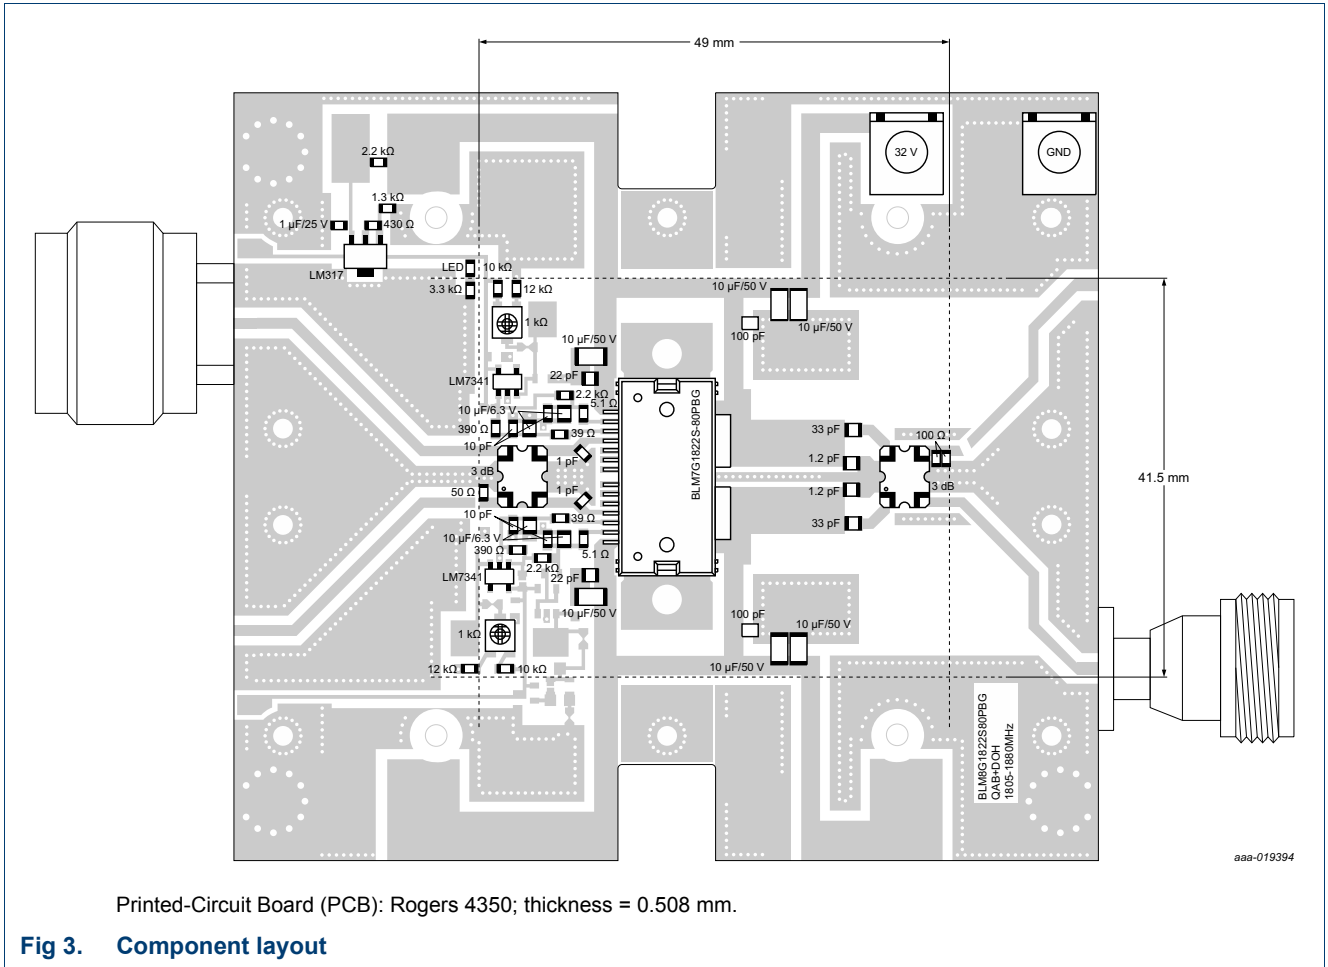 49 mm
32 V
GND
2.2 kΩ
1.3 kΩ
1 μF/25 V
430 Ω
LM317
LED
10 kΩ
3.3 kΩ
12 kΩ
1 kΩ
10 μF/50 V
10 μF/50 V
100 pF
10 μF/50 V
LM7341
22 pF
2.2 kΩ
10 μF/6.3 V
5.1 Ω
390 Ω
39 Ω
10 pF
3 dB
1 pF
50 Ω
1 pF
10 pF
39 Ω
10 μF/6.3 V
390 Ω
5.1 Ω
2.2 kΩ
LM7341
22 pF
10 μF/50 V
1 kΩ
12 kΩ
10 kΩ
BLM7G1822S-80PBG
33 pF
100 Ω
1.2 pF
1.2 pF
3 dB
33 pF
41.5 mm
100 pF
10 μF/50 V
10 μF/50 V
BLM8G1822S80PBG
QAB+DOH
1805-1880MHz
aaa-019394
Printed-Circuit Board (PCB): Rogers 4350; thickness = 0.508 mm.
Fig 3. Component layout